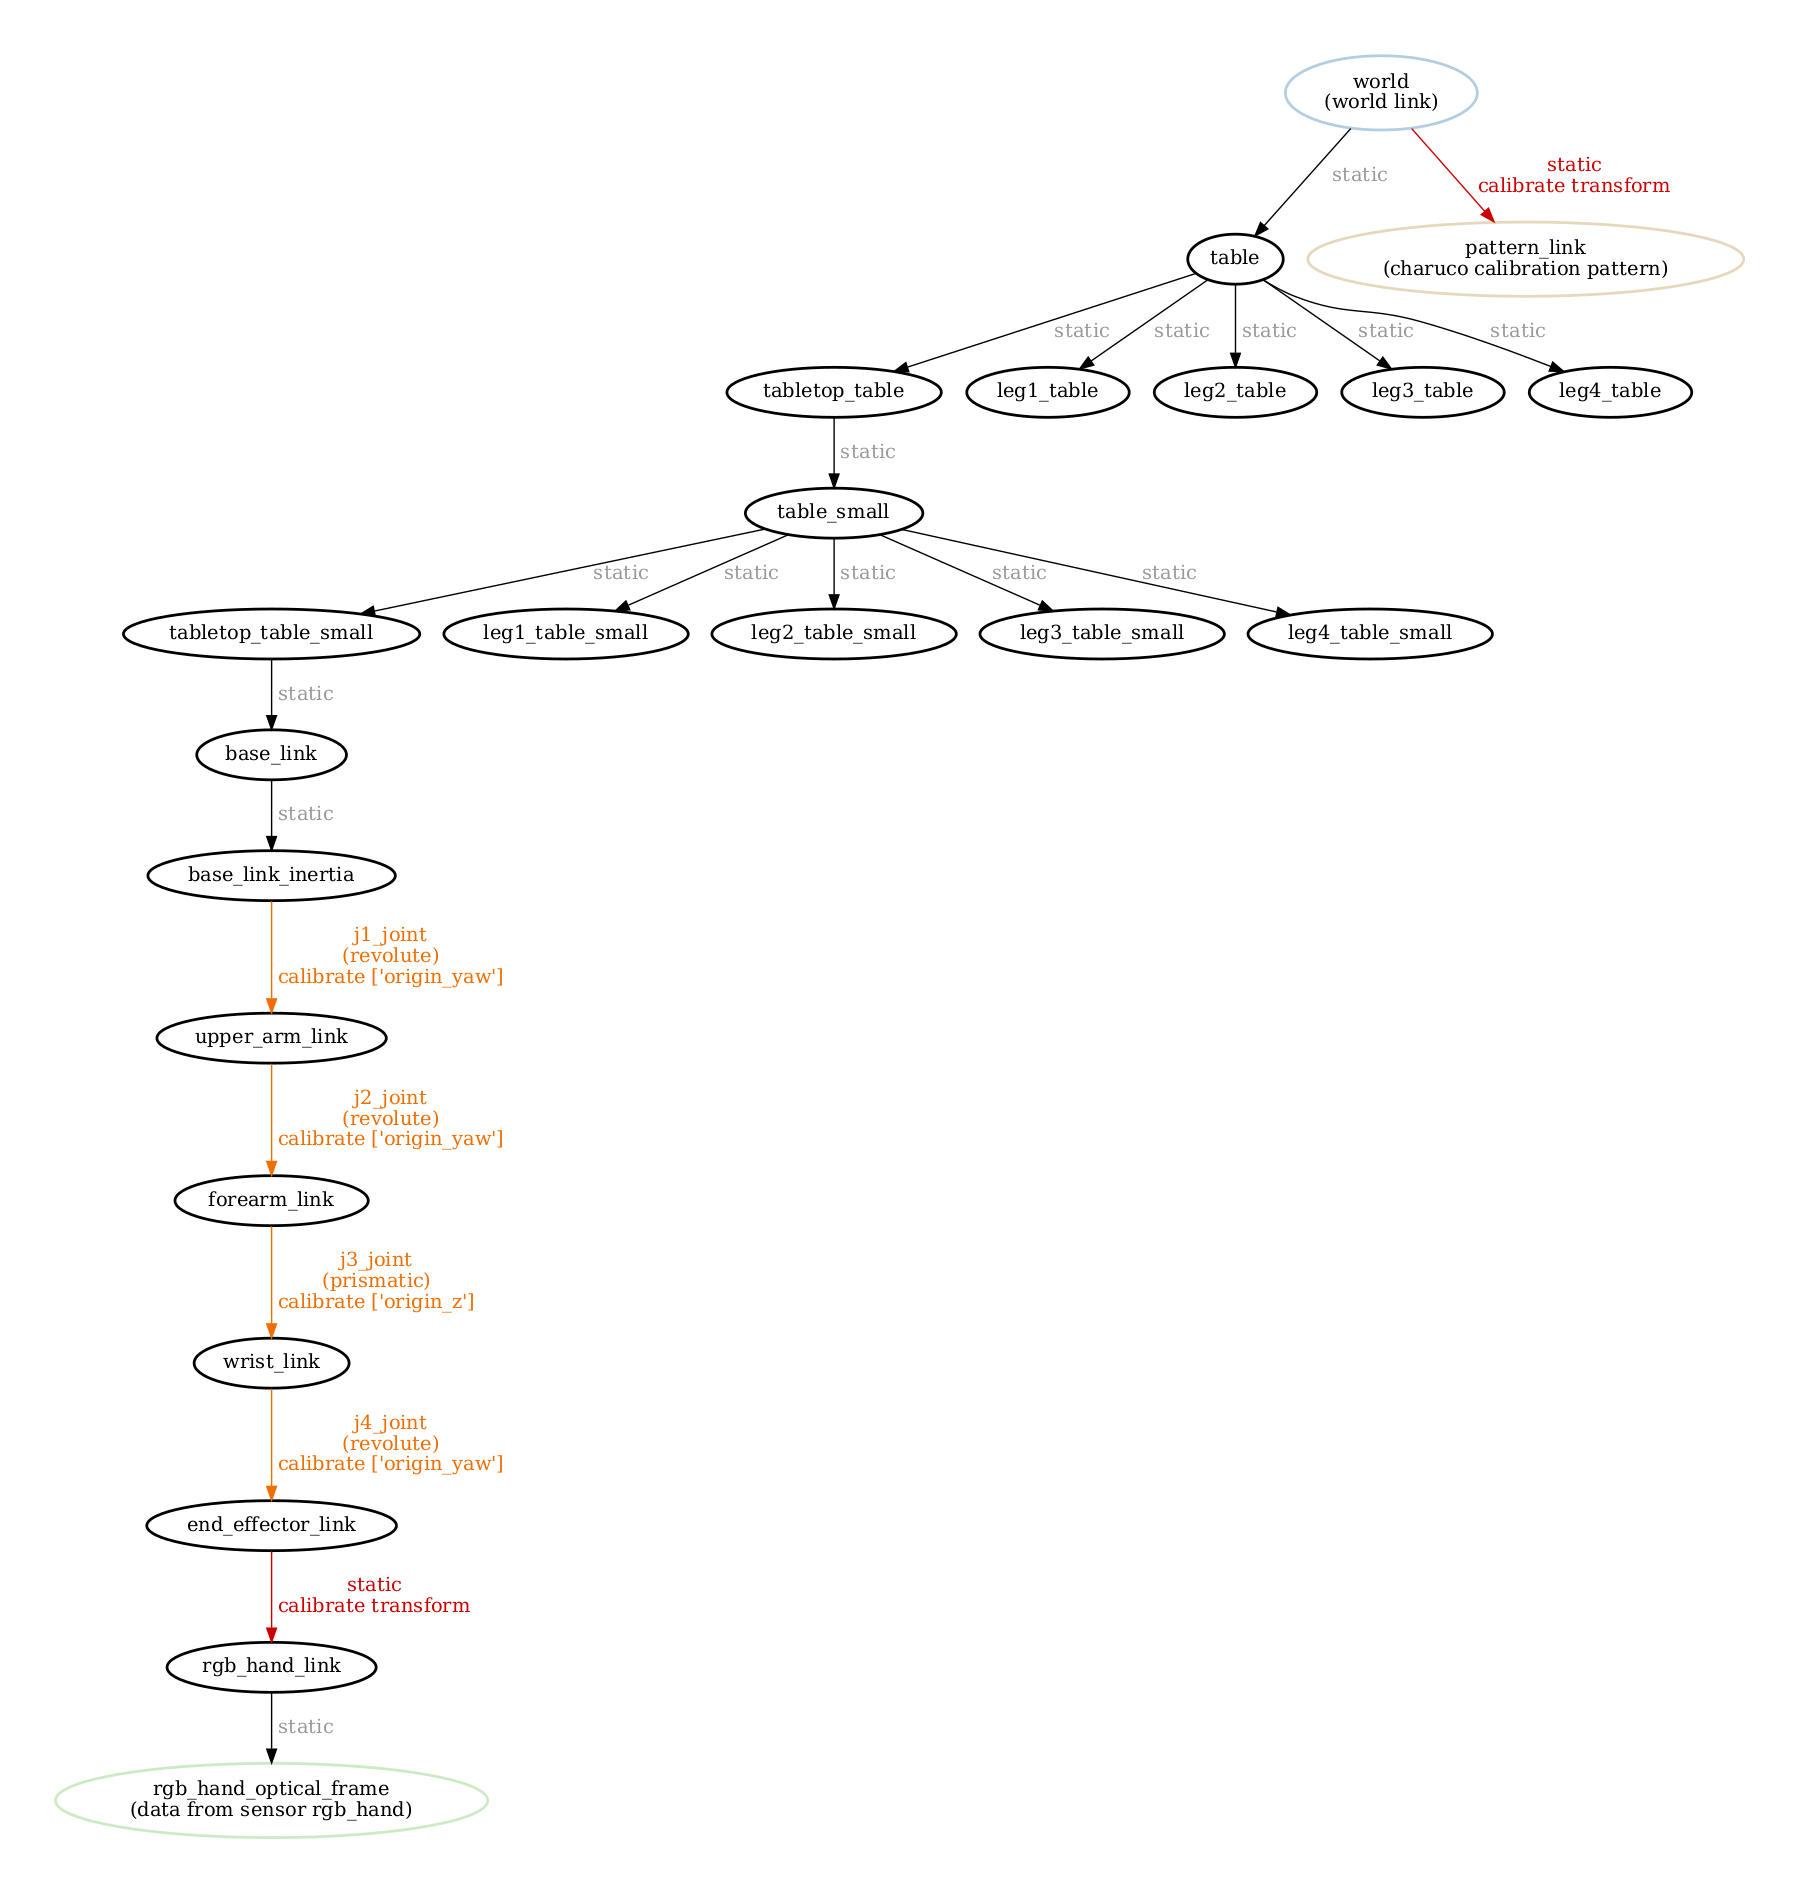 world
(world link)
static
static
calibrate transform
table
pattern_link
(charuco calibration pattern)
static
static
static
static
static
tabletop_table
leg1_table
leg2_table
leg3_table
leg4_table
static
table_small
static
static
static
static
static
tabletop_table_small
leg1_table_small
leg2_table_small
leg3_table_small
leg4_table_small
static
base_link
static
base_link_inertia
j1_joint
(revolute)
calibrate ['origin_yaw']
upper_arm_link
j2_joint
(revolute)
calibrate ['origin_yaw']
forearm_link
j3_joint
(prismatic)
calibrate ['origin_z']
wrist_link
j4_joint
(revolute)
calibrate ['origin_yaw']
end_effector_link
static
calibrate transform
rgb_hand_link
static
rgb_hand_optical_frame
(data from sensor rgb_hand)